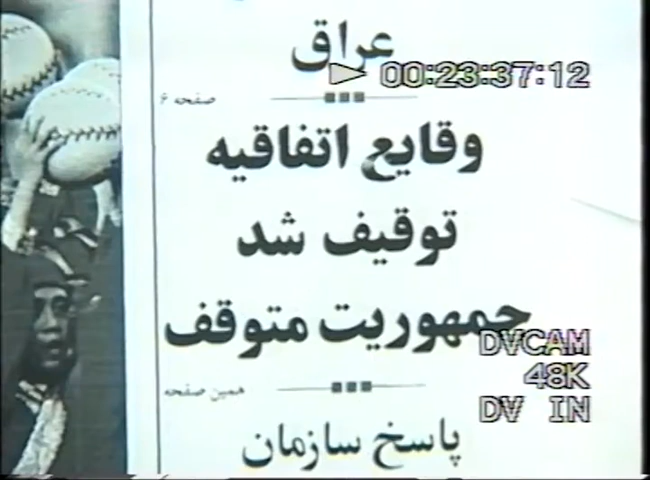 عراق
00:23:37:12
صفحه ۶
وقایع اتفاقیه
توقیف شد
جمهوریت متوقف
DVCAM
48K
همین صفحه
DV IN
پاسخ سازمان